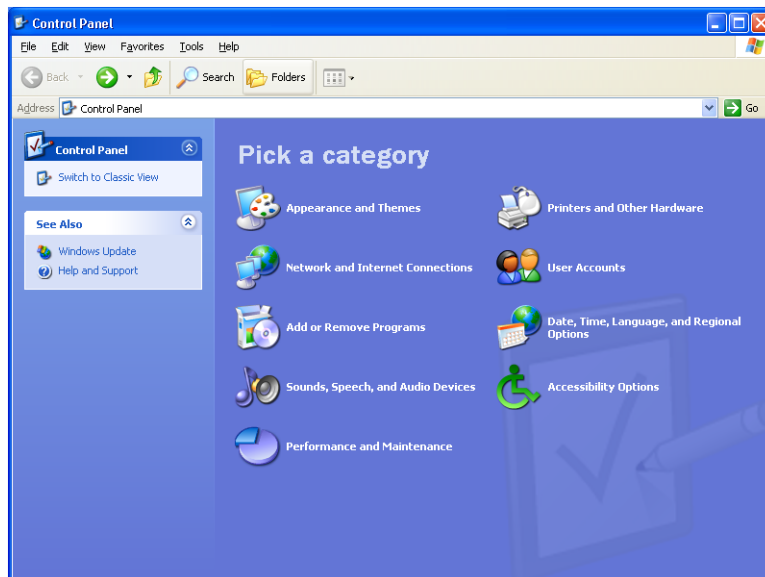 Control Panel
File Edit View Favorites Tools Help
Back Search Folders
Address Control Panel Go
Control Panel
Switch to Classic View
See Also
Windows Update
Help and Support
Pick a category
Appearance and Themes
Printers and Other Hardware
Network and Internet Connections
User Accounts
Add or Remove Programs
Date, Time, Language, and Regional
Options
Sounds, Speech, and Audio Devices
Accessibility Options
Performance and Maintenance